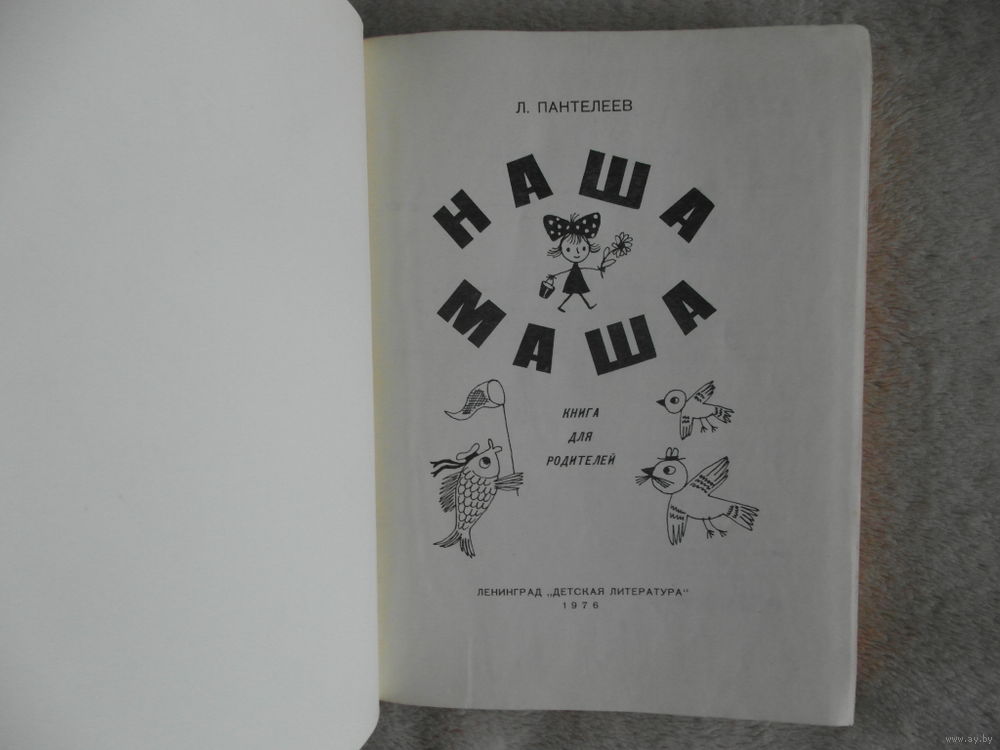 Л. ПАНТЕЛЕЕВ
НАША
МАША
КНИГА
ДЛЯ
РОДИТЕЛЕЙ
ЛЕНИНГРАД „ДЕТСКАЯ ЛИТЕРАТУРА“
1976
www.ay.by